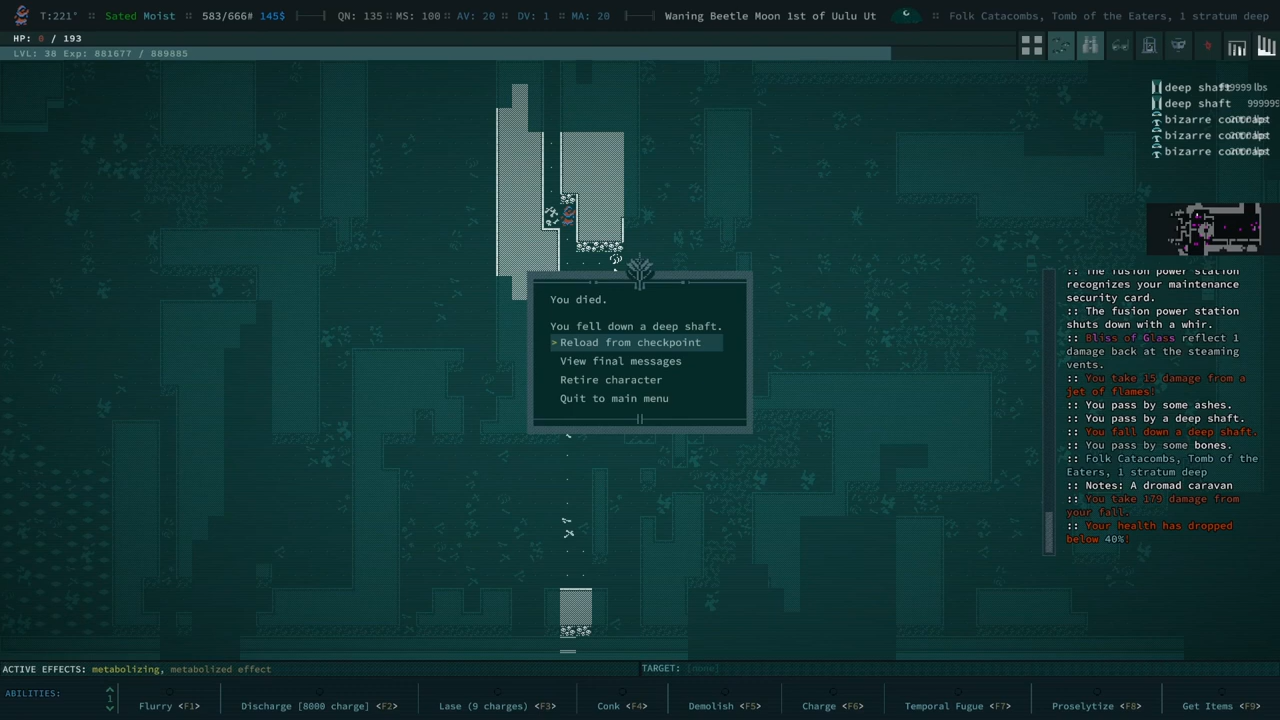 T:221° :: Sated Moist :: 583/666# 145$ QN: 135 :: MS: 100 :: AV: 20 :: DV: 1 :: MA: 20 Waning Beetle Moon 1st of Uulu Ut :: Folk Catacombs, Tomb of the Eaters, 1 stratum deep
HP: 0 / 193
LVL: 38 Exp: 881677 / 889885
deep shaft
deep shaft
bizarre
bizarre
bizarre
:: The fusion power station
recognizes your maintenance
security card.
:: The fusion power station
shuts down with a whir.
:: Bliss of Glass reflect 1
damage back at the steaming
vents.
:: You take 15 damage from a
jet of flames!
:: You pass by some ashes.
:: You pass by a deep shaft.
:: You fall down a deep shaft.
:: You pass by some bones.
:: Folk Catacombs, Tomb of the
Eaters, 1 stratum deep
:: Notes: A dromad caravan
:: You take 179 damage from
your fall.
:: Your health has dropped
below 40%!
You died.
You fell down a deep shaft.
> Reload from checkpoint
View final messages
Retire character
Quit to main menu
ACTIVE EFFECTS: metabolizing, metabolized effect
TARGET: [none]
ABILITIES: 1 Flurry <F1> Discharge [8000 charge] <F2> Lase (9 charges) <F3> Conk <F4> Demolish <F5> Charge <F6> Temporal Fugue <F7> Proselytize <F8> Get Items <F9>